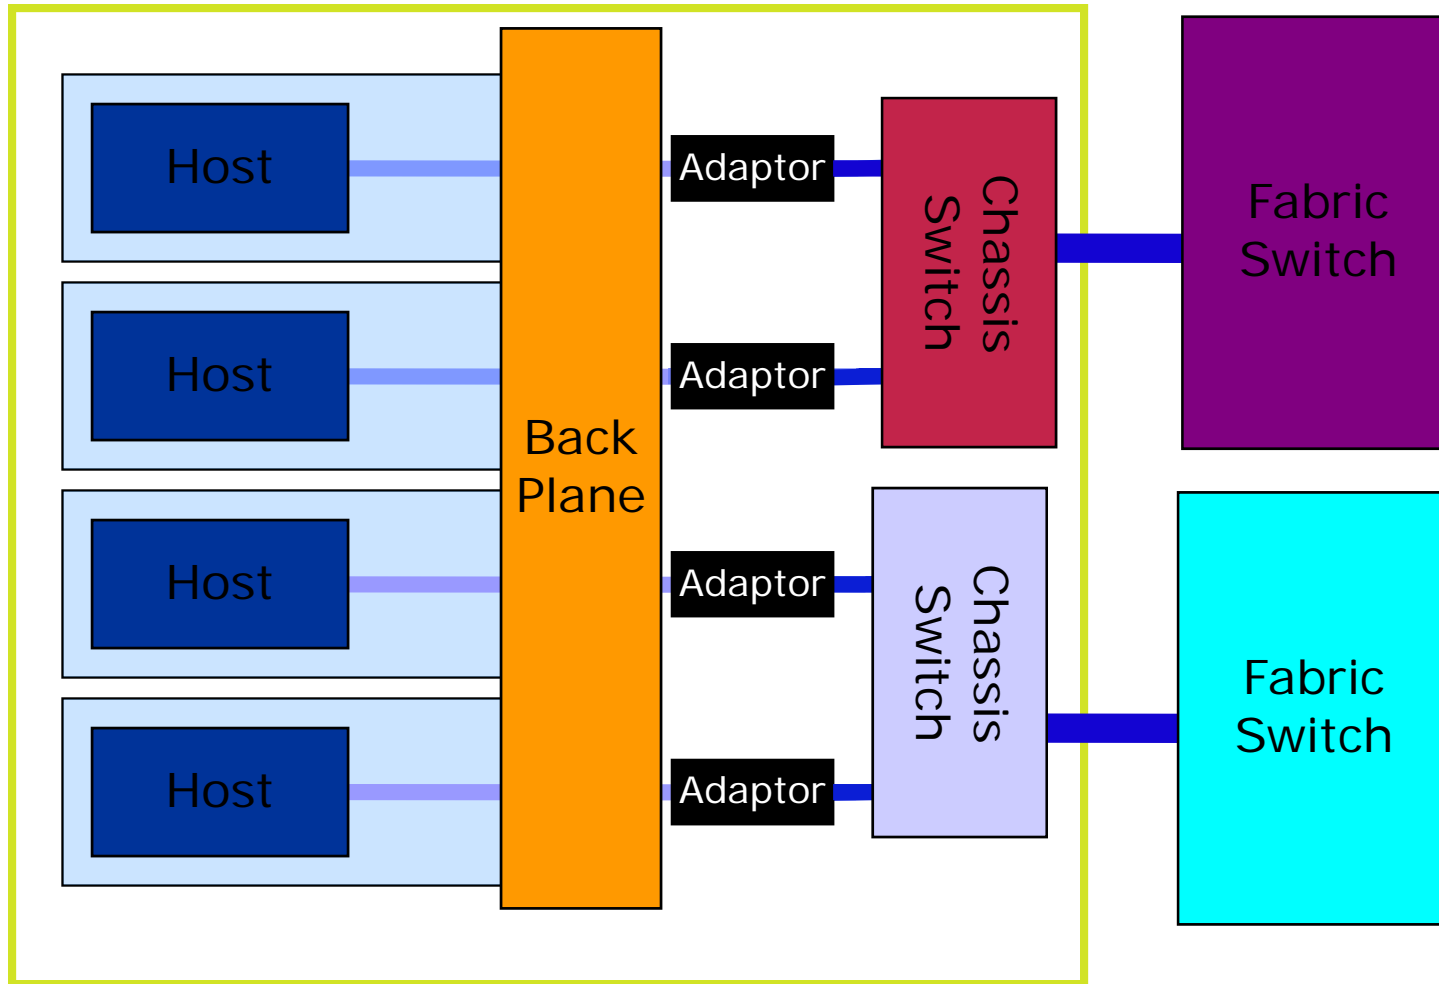 Host
Adaptor
Chassis
Switch
Fabric
Switch
Host
Adaptor
Back
Plane
Host
Adaptor
Chassis
Switch
Fabric
Switch
Host
Adaptor